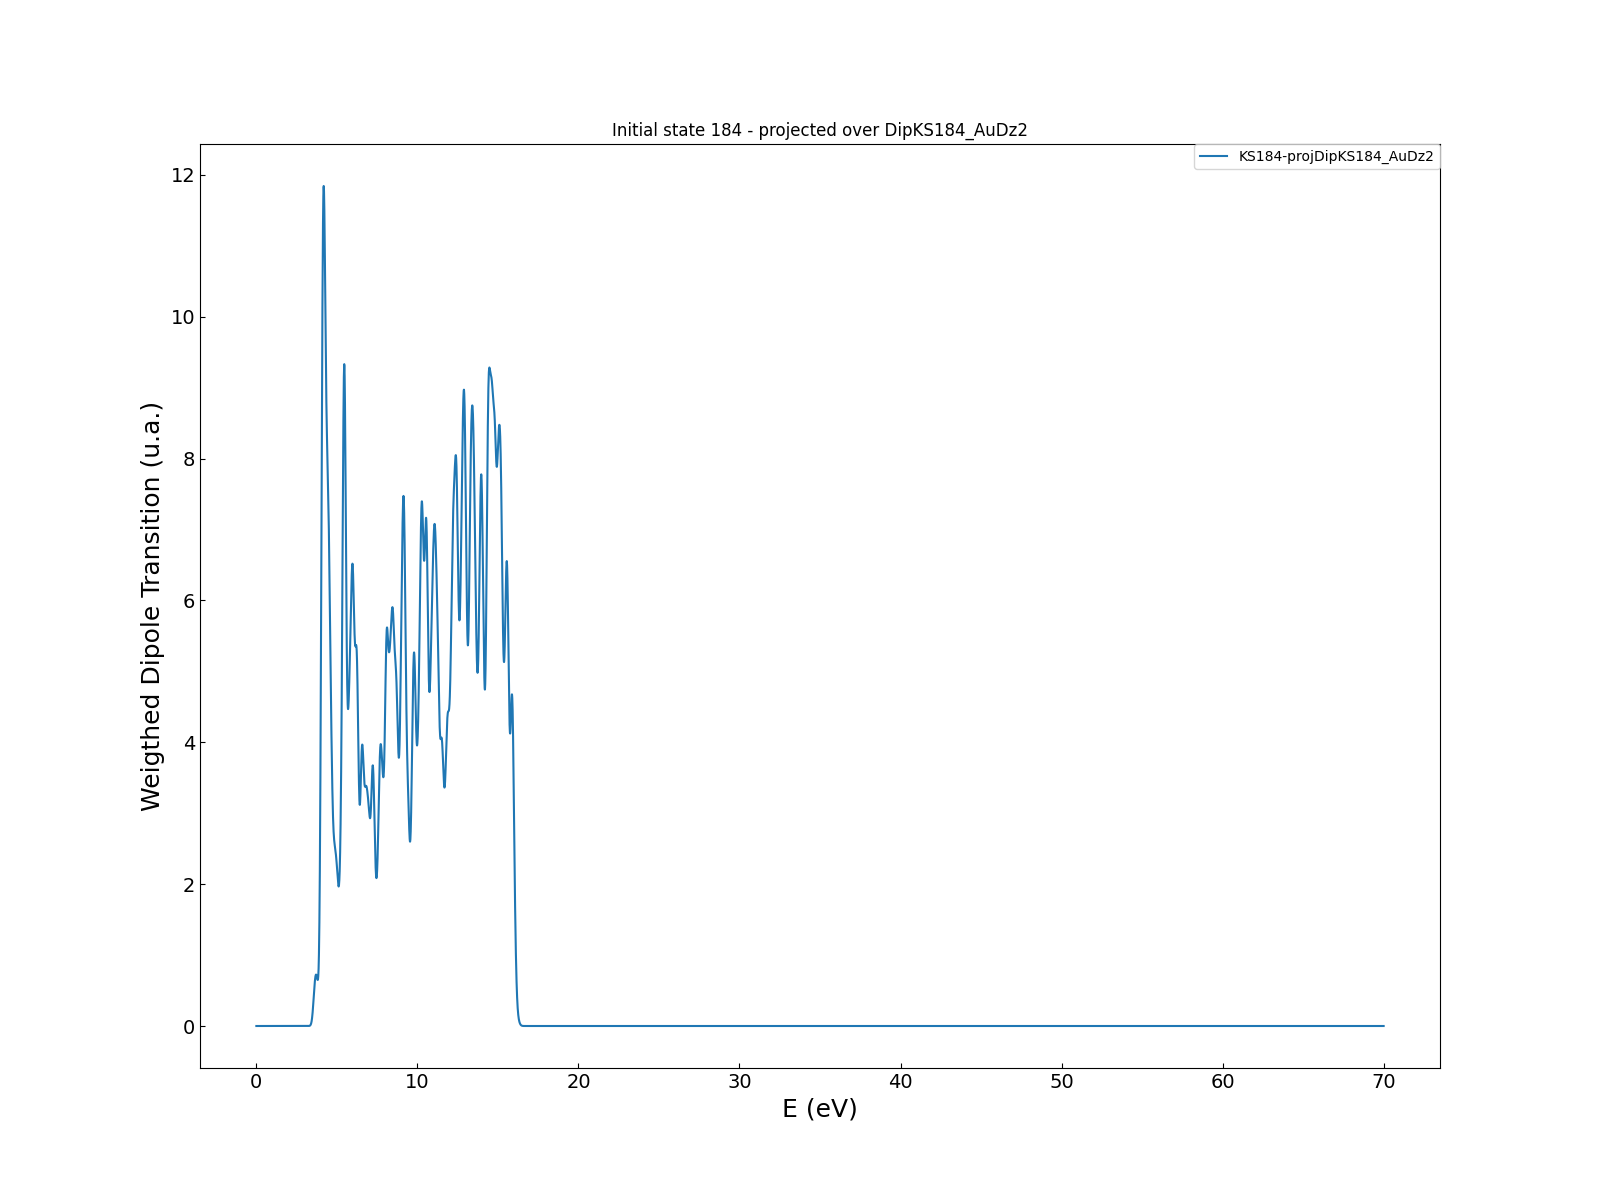 Initial state 184 - projected over DipKS184_AuDz2
KS184-projDipKS184_AuDz2
12
10
8
6
4
2
0
Weigthed Dipole Transition (u.a.)
0 10 20 30 40 50 60 70
E (eV)